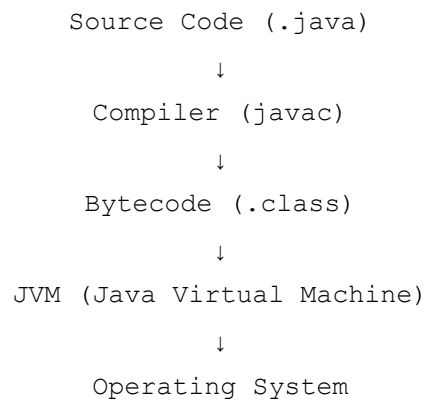 Source Code (.java)
↓
Compiler (javac)
↓
Bytecode (.class)
↓
JVM (Java Virtual Machine)
↓
Operating System